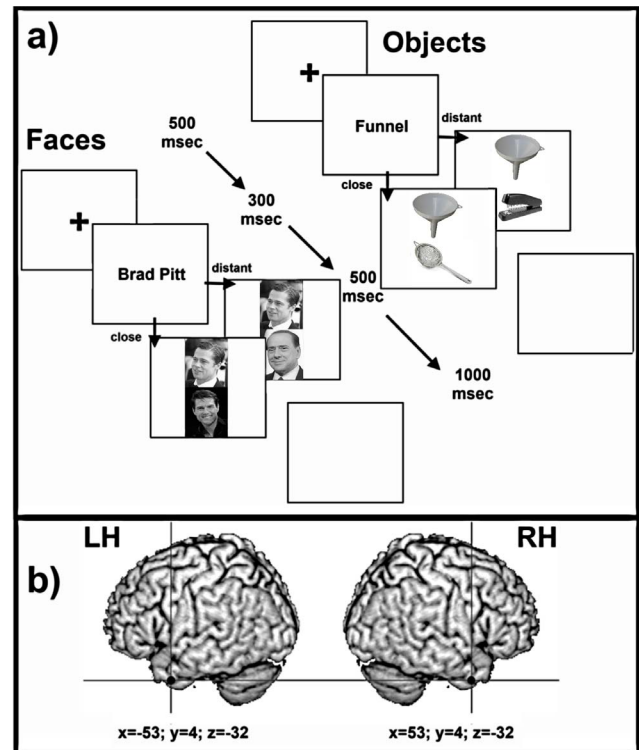 a)
Objects
+
Funnel
distant
close
500
msec
Faces
300
msec
+
Brad Pitt
distant
close
500
msec
1000
msec
b)
LH
RH
x=-53; y=4; z=-32
x=53; y=4; z=-32